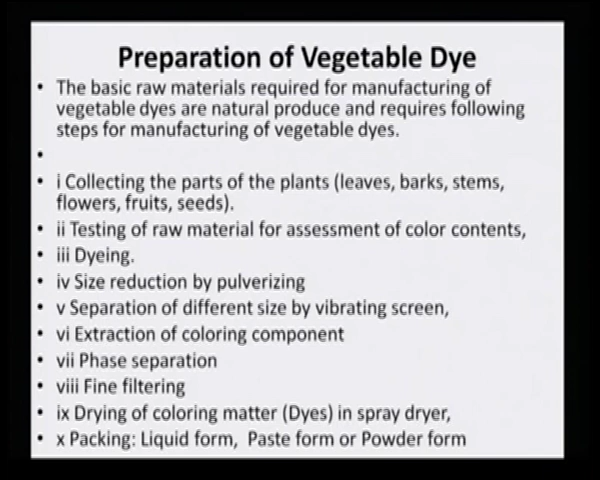 Preparation of Vegetable Dye
• The basic raw materials required for manufacturing of
vegetable dyes are natural produce and requires following
steps for manufacturing of vegetable dyes.
•
• i Collecting the parts of the plants (leaves, barks, stems,
flowers, fruits, seeds).
• ii Testing of raw material for assessment of color contents,
• iii Dyeing.
• iv Size reduction by pulverizing
• v Separation of different size by vibrating screen,
• vi Extraction of coloring component
• vii Phase separation
• viii Fine filtering
• ix Drying of coloring matter (Dyes) in spray dryer,
• x Packing: Liquid form,  Paste form or Powder form